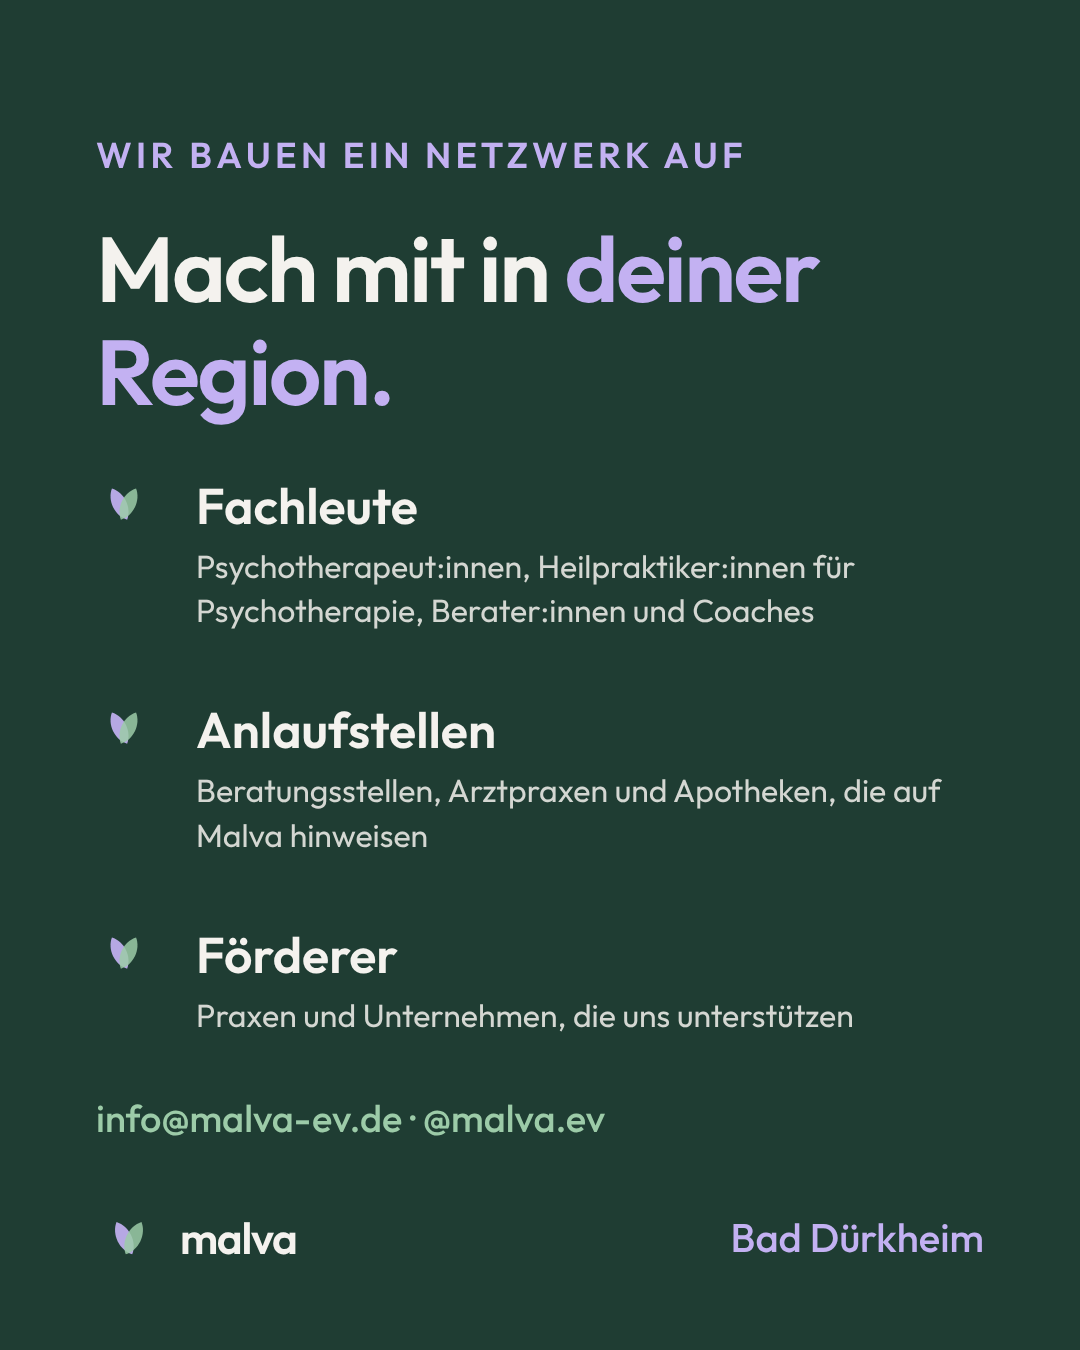 WIR BAUEN EIN NETZWERK AUF
Mach mit in deiner
Region.
Fachleute
Psychotherapeut:innen, Heilpraktiker:innen für
Psychotherapie, Berater:innen und Coaches
Anlaufstellen
Beratungsstellen, Arztpraxen und Apotheken, die auf
Malva hinweisen
Förderer
Praxen und Unternehmen, die uns unterstützen
info@malva-ev.de · @malva.ev
malva
Bad Dürkheim